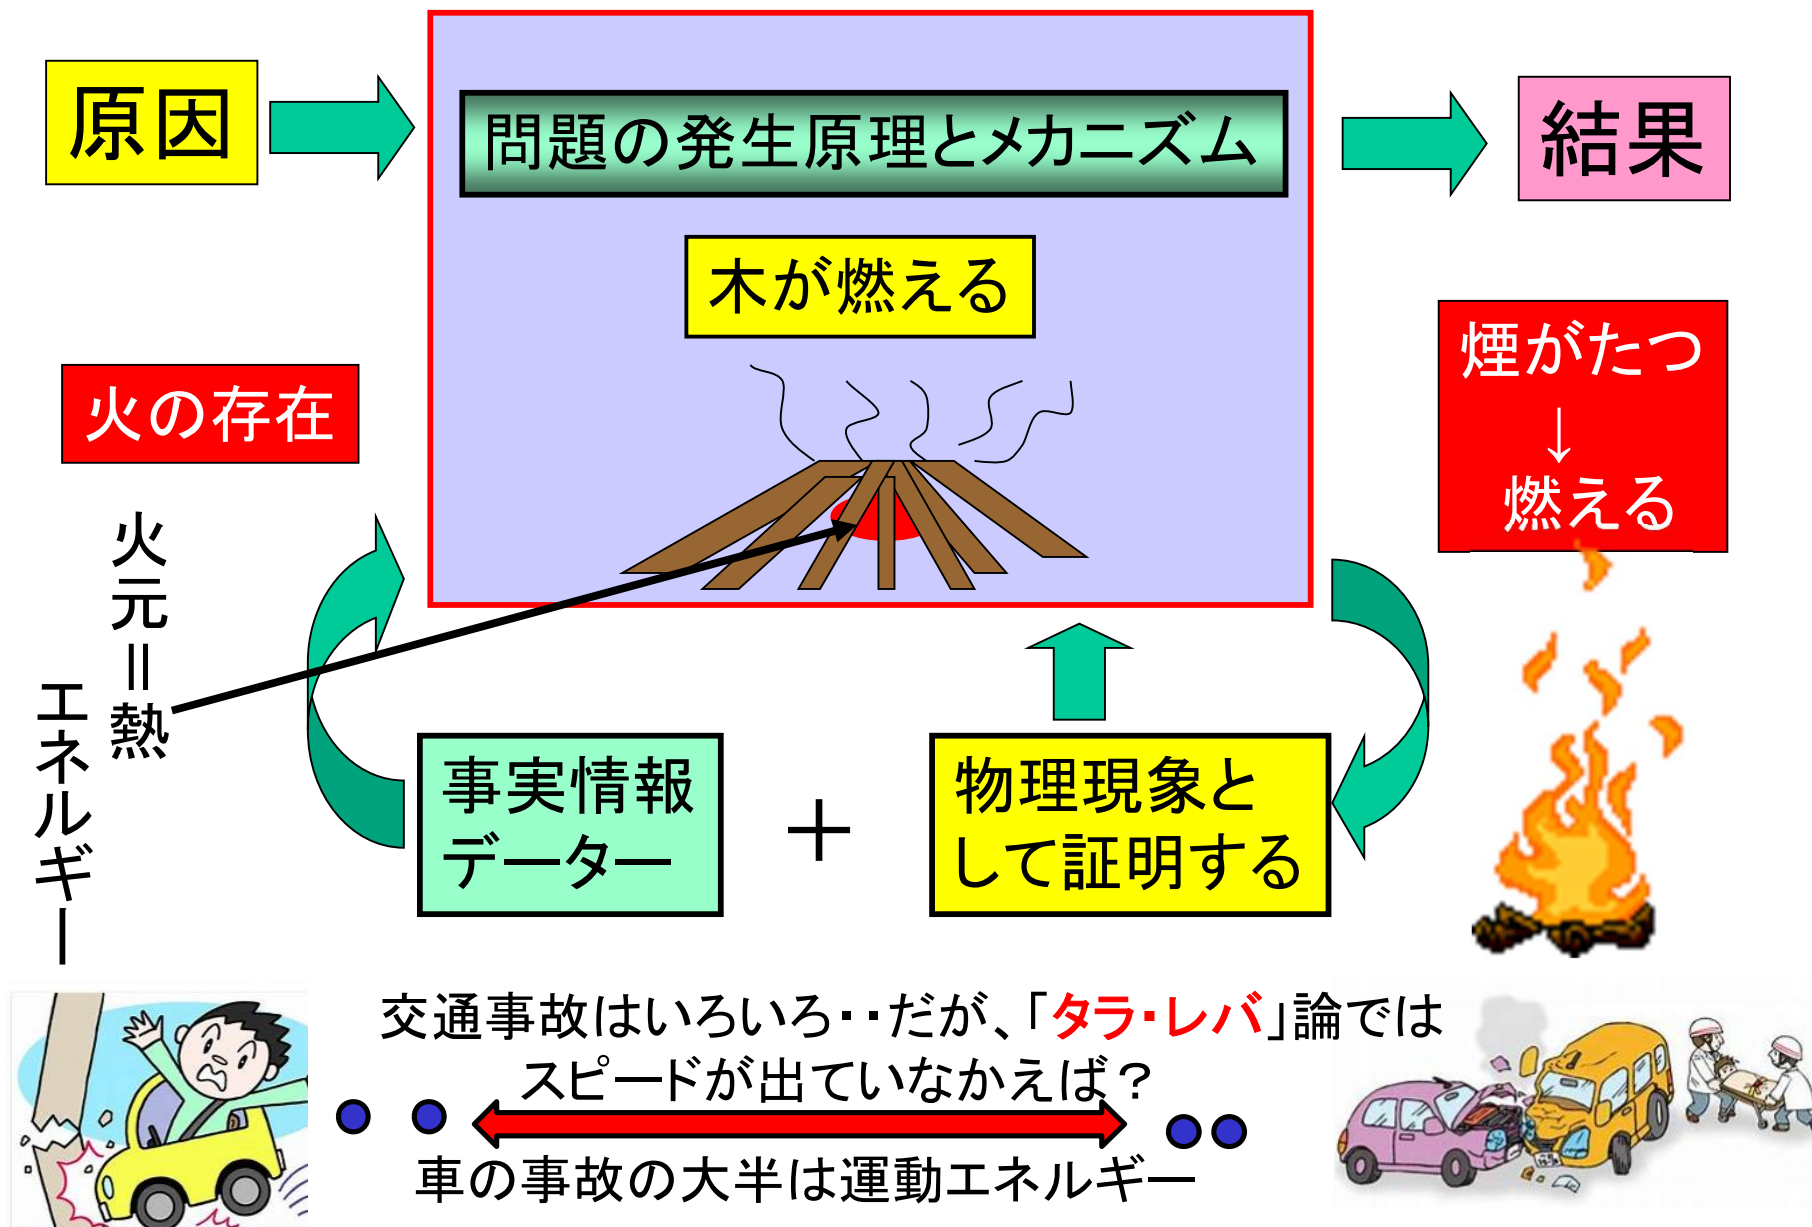 原因
問題の発生原理とメカニズム
結果
木が燃える
火の存在
煙がたつ
↓
燃える
火元＝熱
エネルギー
事実情報
データー
＋
物理現象と
して証明する
交通事故はいろいろ・・だが、「タラ・レバ」論では
スピードが出ていなかえば？
車の事故の大半は運動エネルギー